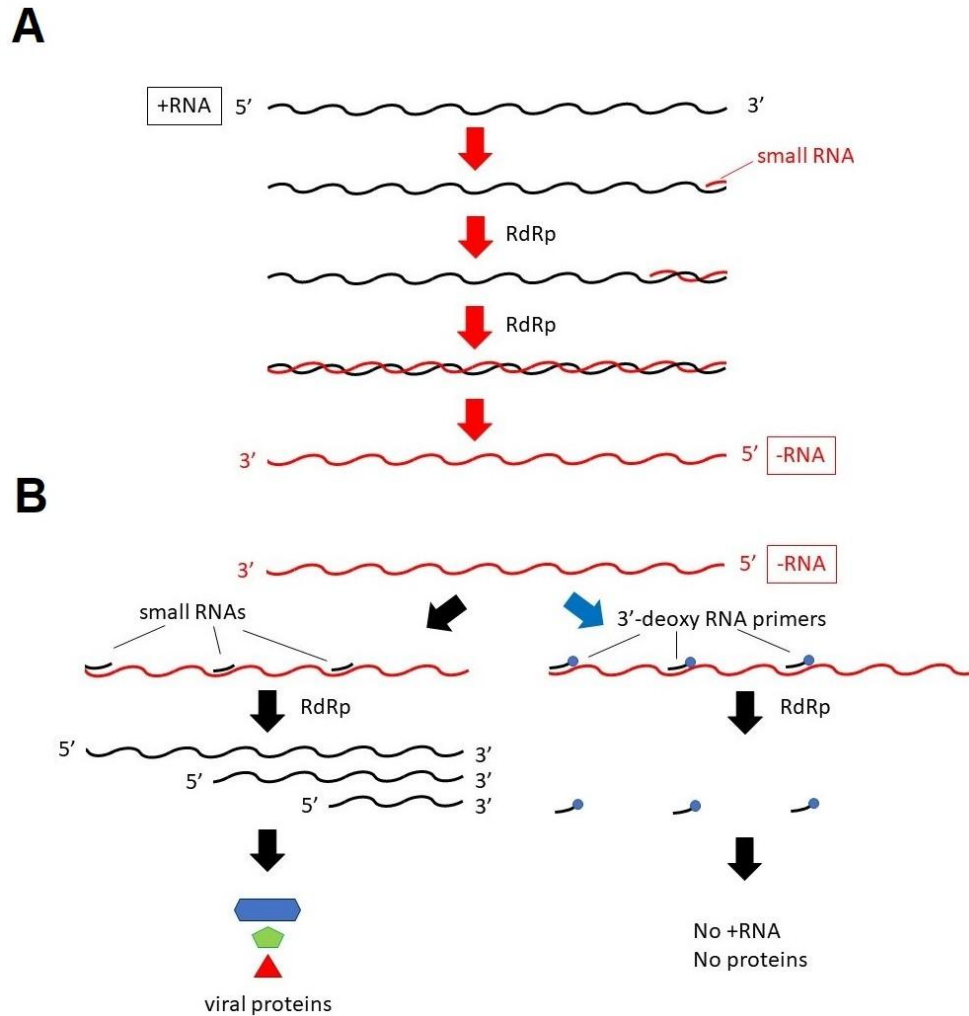 A
+RNA 5’ 3’
small RNA
RdRp
RdRp
3’ 5’ -RNA
B
3’ 5’ -RNA
small RNAs 3’-deoxy RNA primers
RdRp RdRp
5’ 3’
5’ 3’
5’ 3’
No +RNA
No proteins
viral proteins